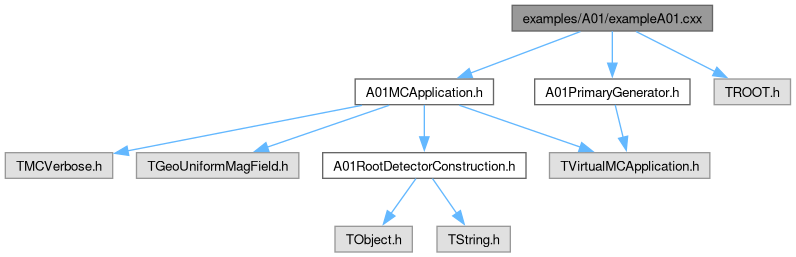 examples/A01/exampleA01.cxx
A01MCApplication.h
A01PrimaryGenerator.h
TROOT.h
TMCVerbose.h
TGeoUniformMagField.h
A01RootDetectorConstruction.h
TVirtualMCApplication.h
TObject.h
TString.h